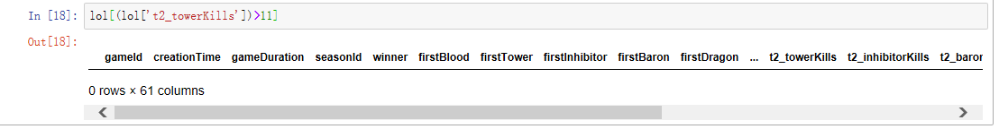 In [18]: lol[(lol['t2_towerKills'])>11]
Out[18]:
gameId creationTime gameDuration seasonId winner firstBlood firstTower firstInhibitor firstBaron firstDragon ... t2_towerKills t2_inhibitorKills t2_baron
0 rows × 61 columns